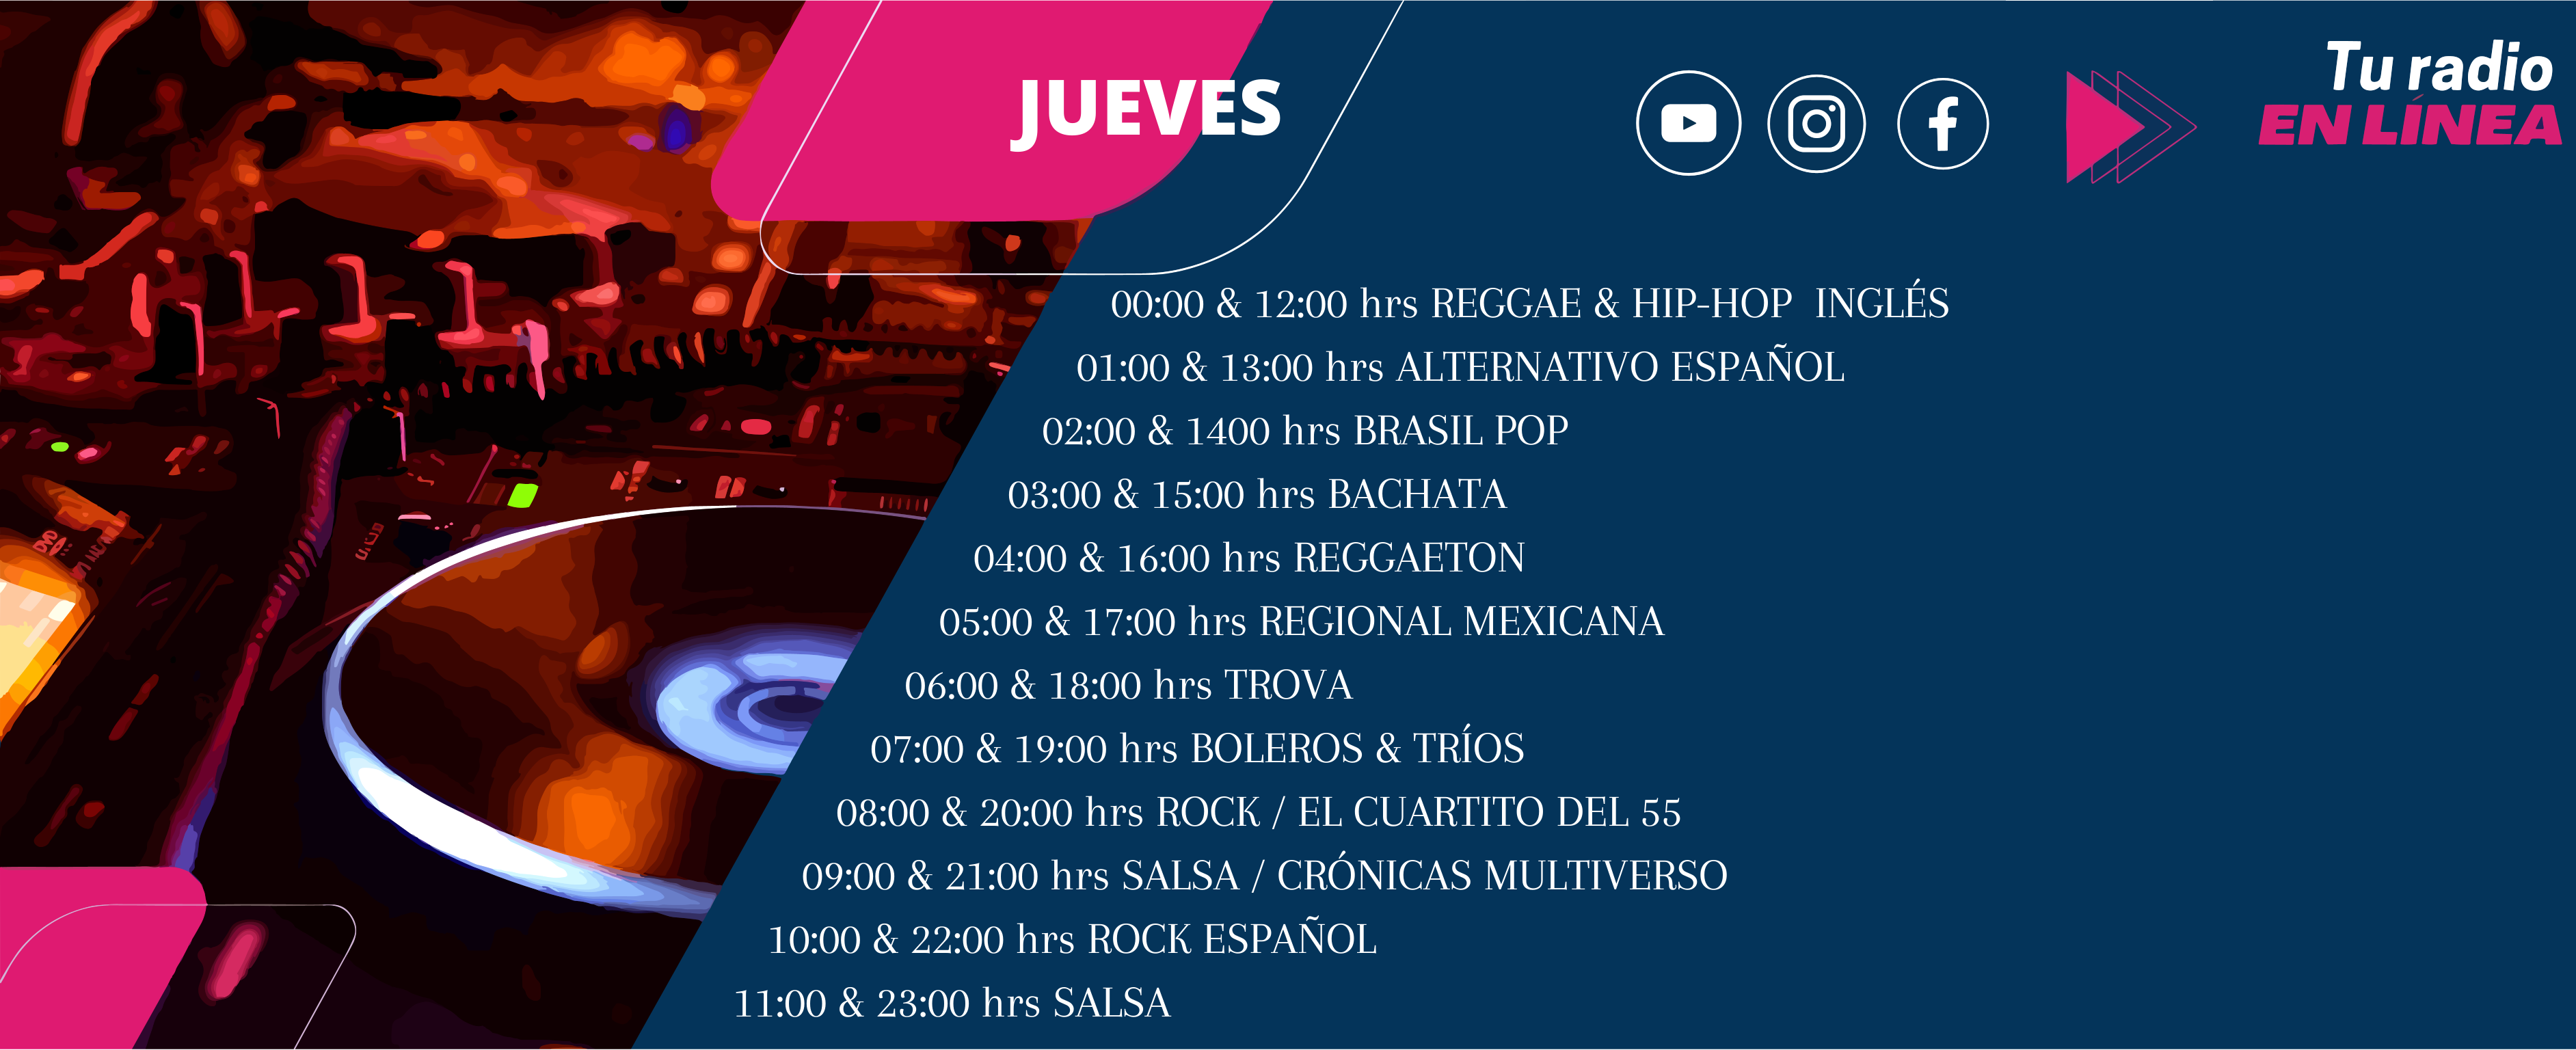 JUEVES
Tu radio
EN LÍNEA
00:00 & 12:00 hrs REGGAE & HIP-HOP INGLÉS
01:00 & 13:00 hrs ALTERNATIVO ESPAÑOL
02:00 & 1400 hrs BRASIL POP
03:00 & 15:00 hrs BACHATA
04:00 & 16:00 hrs REGGAETON
05:00 & 17:00 hrs REGIONAL MEXICANA
06:00 & 18:00 hrs TROVA
07:00 & 19:00 hrs BOLEROS & TRÍOS
08:00 & 20:00 hrs ROCK / EL CUARTITO DEL 55
09:00 & 21:00 hrs SALSA / CRÓNICAS MULTIVERSO
10:00 & 22:00 hrs ROCK ESPAÑOL
11:00 & 23:00 hrs SALSA